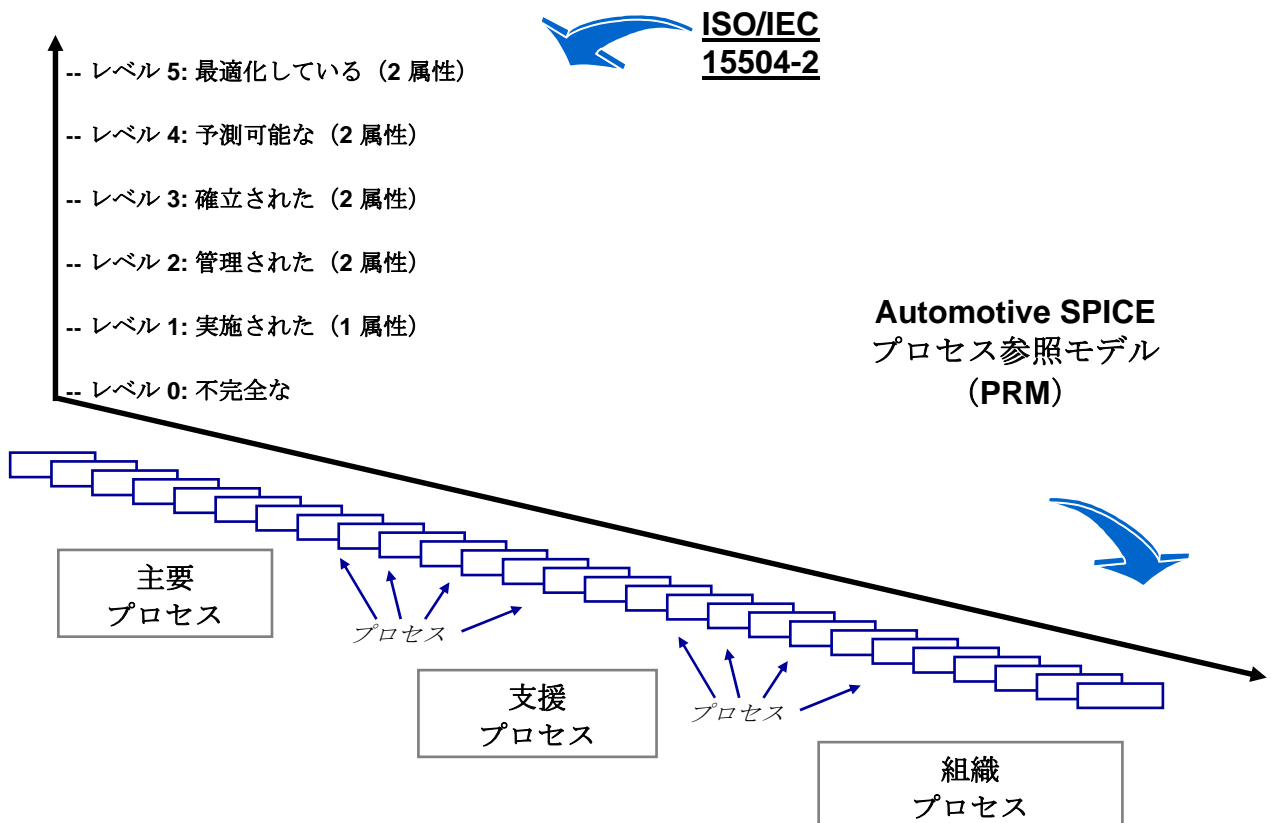 ISO/IEC
15504-2
-- レベル 5: 最適化している（2 属性）
-- レベル 4: 予測可能な（2 属性）
-- レベル 3: 確立された（2 属性）
-- レベル 2: 管理された（2 属性）
-- レベル 1: 実施された（1 属性）
-- レベル 0: 不完全な
Automotive SPICE
プロセス参照モデル
（PRM）
主要
プロセス
プロセス
支援
プロセス
プロセス
組織
プロセス